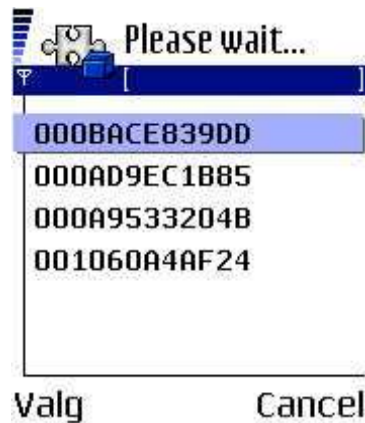 Please wait...
[ ]
000BACE839DD
000AD9EC1B85
000A9533204B
001060A4AF24
Valg Cancel